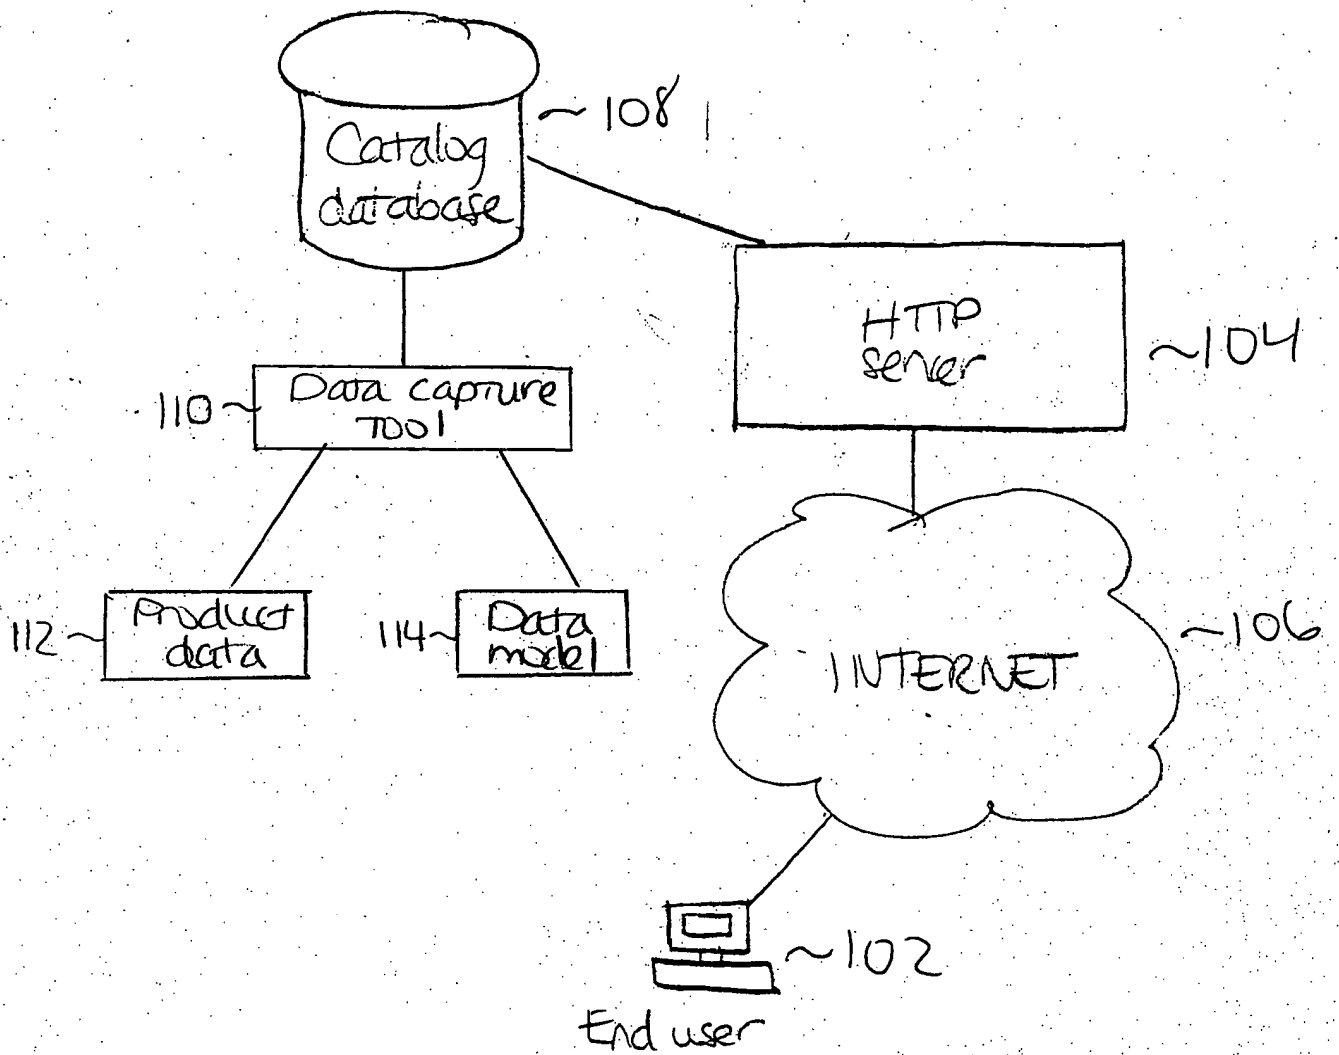 ~108
Catalog
database
HTTP
server
~104
110~
Data capture
TOOl
112~
Product
data
114~
Data
model
INTERNET
~106
~102
End user